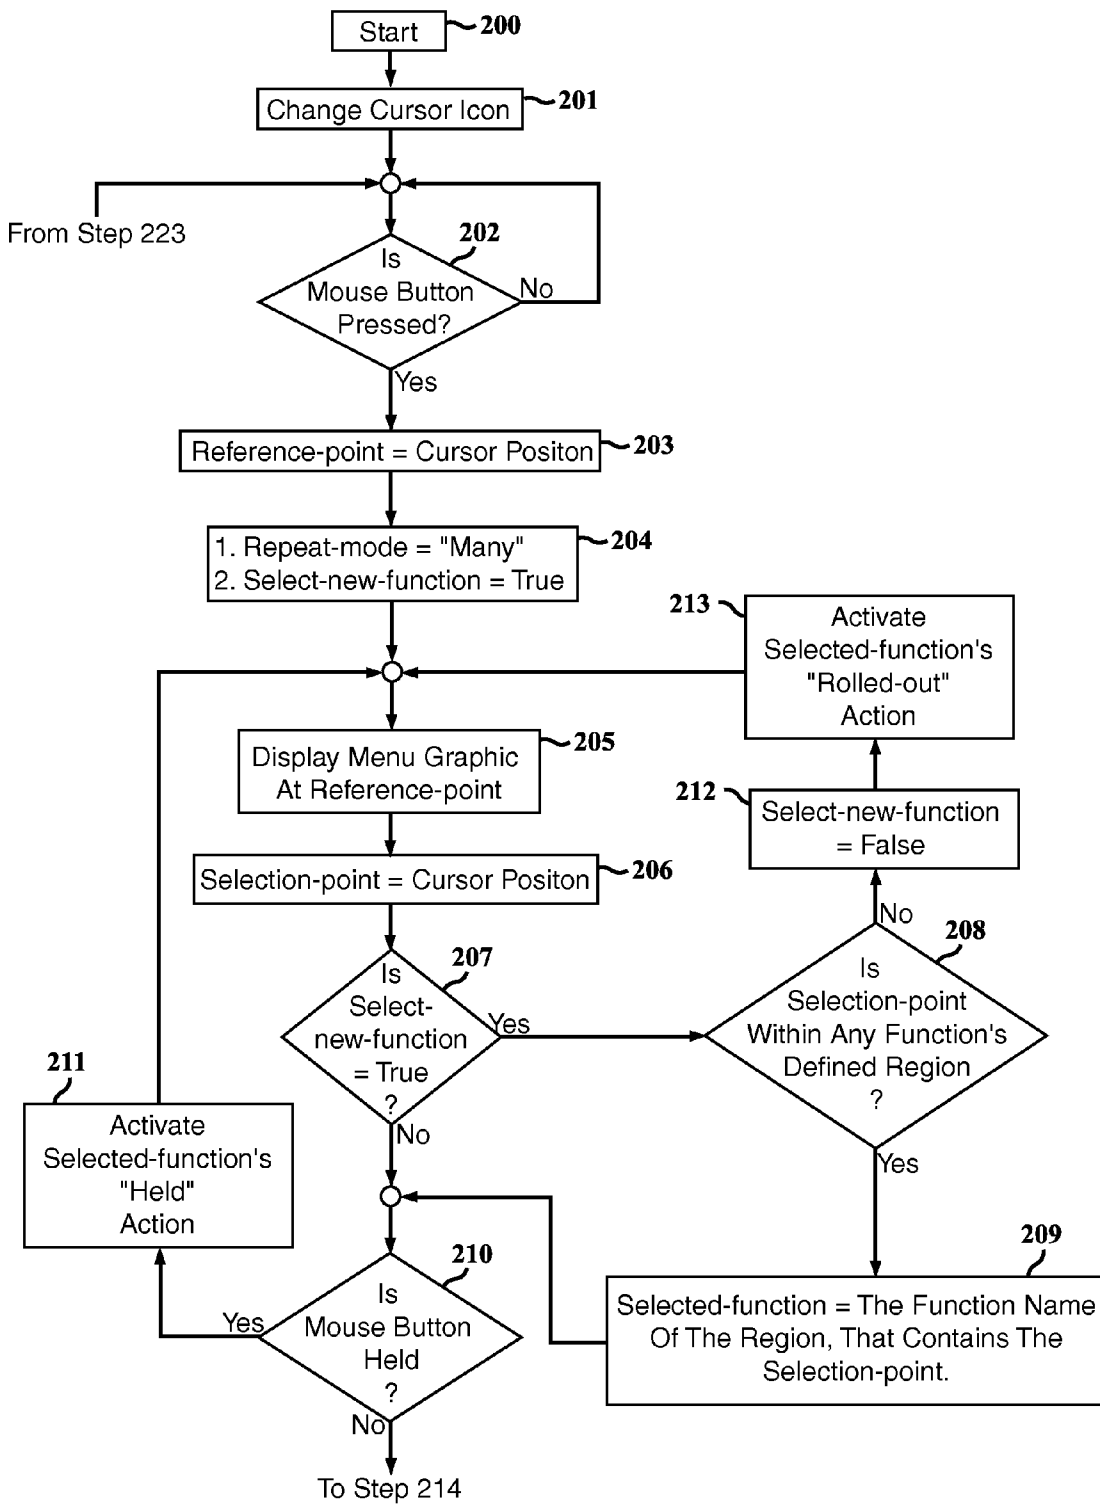 Start
200
Change Cursor Icon
201
From Step 223
202
Is
Mouse Button
Pressed?
No
Yes
Reference-point = Cursor Positon
203
1. Repeat-mode = "Many"
2. Select-new-function = True
204
213
Activate
Selected-function's
"Rolled-out"
Action
Display Menu Graphic
At Reference-point
205
212
Select-new-function
= False
Selection-point = Cursor Positon
206
No
208
Is
Selection-point
Within Any Function's
Defined Region
?
Yes
207
Is
Select-
new-function
= True
?
Yes
No
211
Activate
Selected-function's
"Held"
Action
209
Selected-function = The Function Name
Of The Region, That Contains The
Selection-point.
210
Is
Mouse Button
Held
?
Yes
No
To Step 214